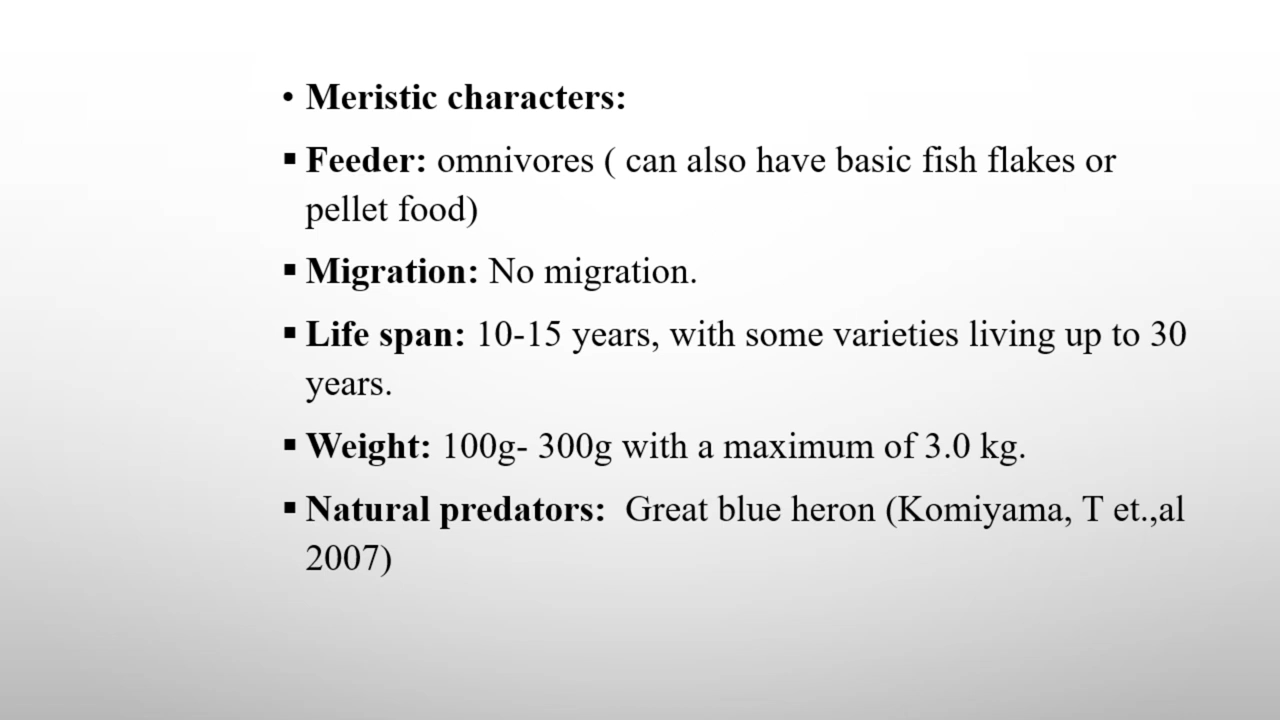 • Meristic characters:
▪ Feeder: omnivores ( can also have basic fish flakes or
pellet food)
▪ Migration: No migration.
▪ Life span: 10-15 years, with some varieties living up to 30
years.
▪ Weight: 100g- 300g with a maximum of 3.0 kg.
▪ Natural predators:  Great blue heron (Komiyama, T et.,al
2007)